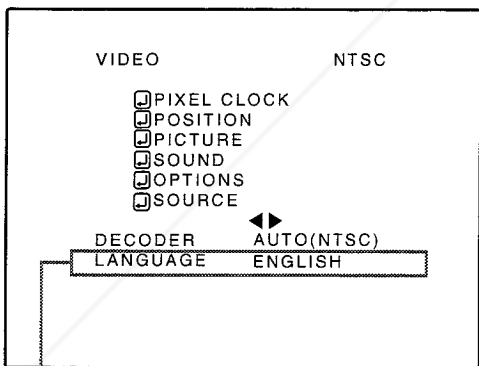 VIDEO NTSC
PIXEL CLOCK
POSITION
PICTURE
SOUND
OPTIONS
SOURCE
DECODER AUTO(NTSC)
LANGUAGE ENGLISH